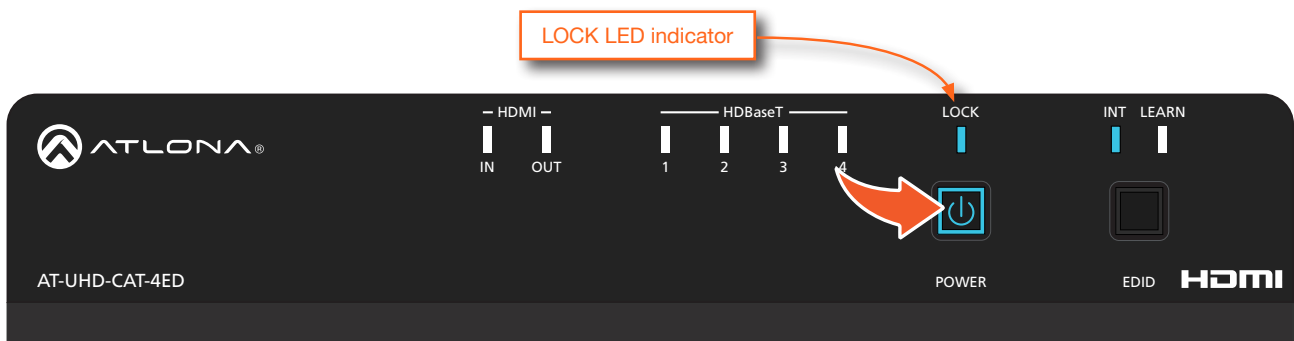 LOCK LED indicator
HDMI
HDBaseT
LOCK
INT LEARN
ATLONA®
IN OUT
1 2 3 4
AT-UHD-CAT-4ED
POWER
EDID
HDMI